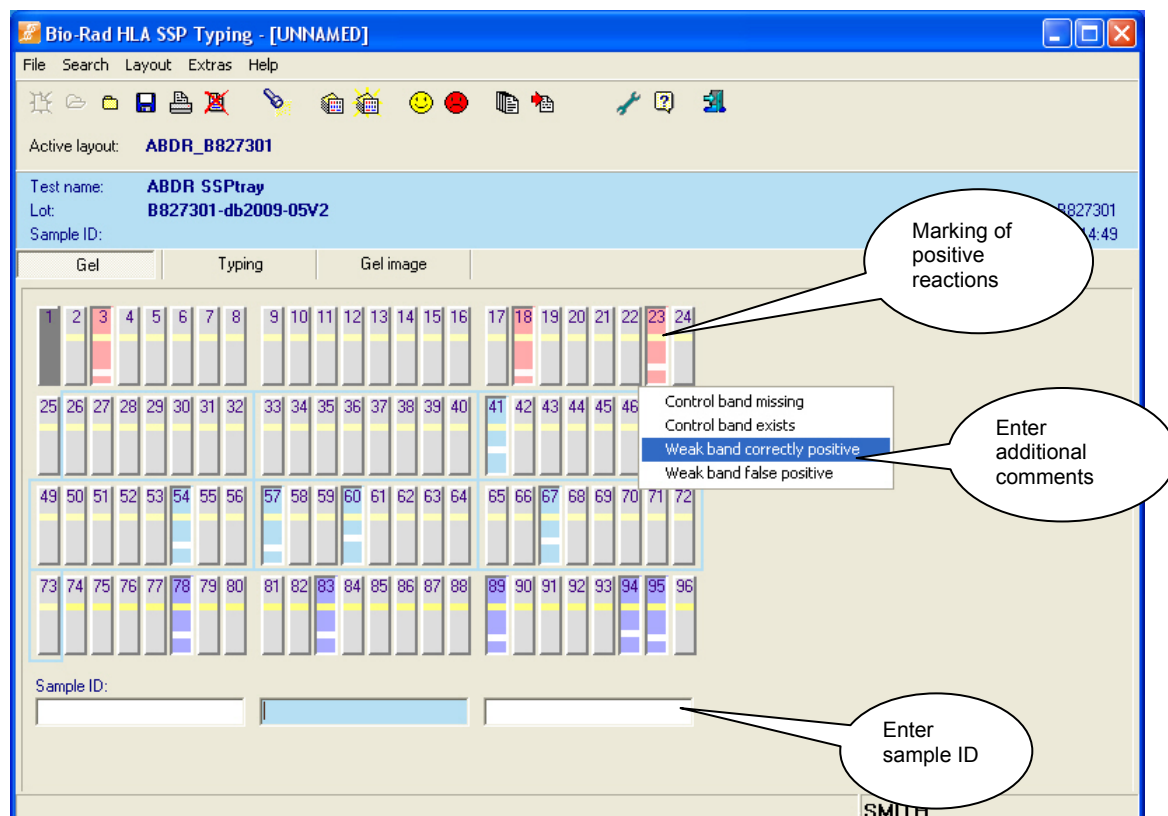 Bio-Rad HLA SSP Typing - [UNNAMED]
File Search Layout Extras Help
Active layout: ABDR_B827301
Test name: ABDR SSPtray
Lot: B827301-db2009-05V2
B827301
Sample ID:
4:49
Marking of
positive
reactions
Gel Typing Gel image
1 2 3 4 5 6 7 8 9 10 11 12 13 14 15 16 17 18 19 20 21 22 23 24
25 26 27 28 29 30 31 32 33 34 35 36 37 38 39 40 41 42 43 44 45 46
Control band missing
Control band exists
Weak band correctly positive
Weak band false positive
Enter
additional
comments
49 50 51 52 53 54 55 56 57 58 59 60 61 62 63 64 65 66 67 68 69 70 71 72
73 74 75 76 77 78 79 80 81 82 83 84 85 86 87 88 89 90 91 92 93 94 95 96
Sample ID:
Enter
sample ID
SMITH